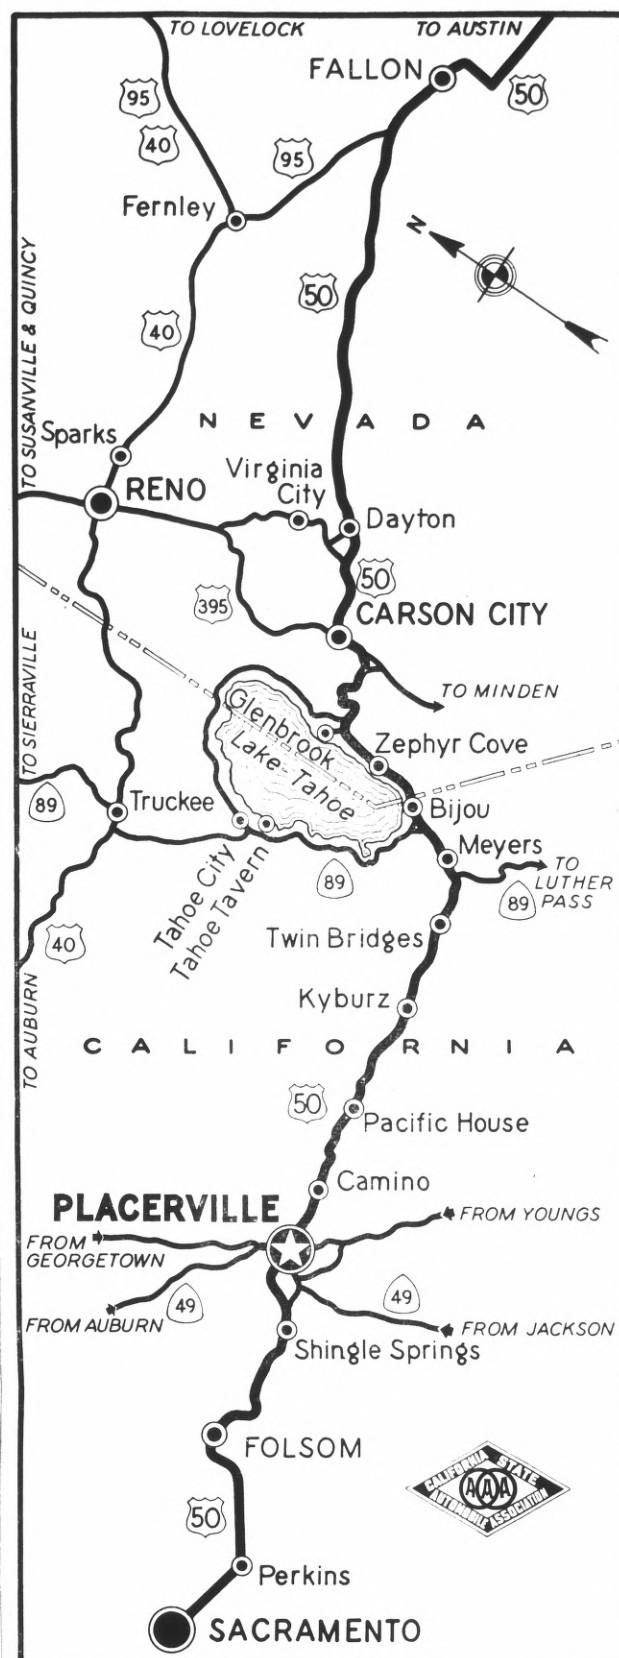 TO LOVELOCK
TO AUSTIN
FALLON
95
50
40
95
Fernley
N
TO SUSANVILLE & QUINCY
50
40
NEVADA
Sparks
Virginia
City
RENO
Dayton
50
395
CARSON CITY
TO SIERRAVILLE
TO MINDEN
Glenbrook
Lake Tahoe
Zephyr Cove
89
Truckee
Bijou
Meyers
Tahoe City
Tahoe Tavern
89
TO
LUTHER
PASS
89
40
Twin Bridges
Kyburz
TO AUBURN
CALIFORNIA
50
Pacific House
Camino
PLACERVILLE
FROM YOUNGS
FROM
GEORGETOWN
49
49
FROM AUBURN
FROM JACKSON
Shingle Springs
FOLSOM
CALIFORNIA STATE
AAA
AUTOMOBILE ASSOCIATION
50
Perkins
SACRAMENTO